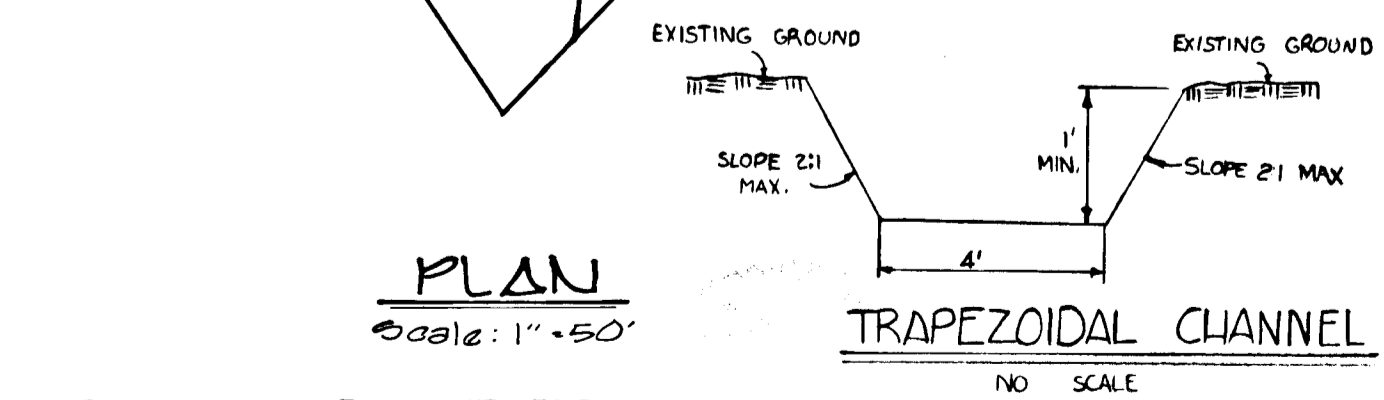 EXISTING GROUND
EXISTING GROUND
SLOPE 2:1
MAX.
1'
MIN.
SLOPE 2:1 MAX
4'
PLAN
Scale: 1"=50'
TRAPEZOIDAL CHANNEL
NO SCALE